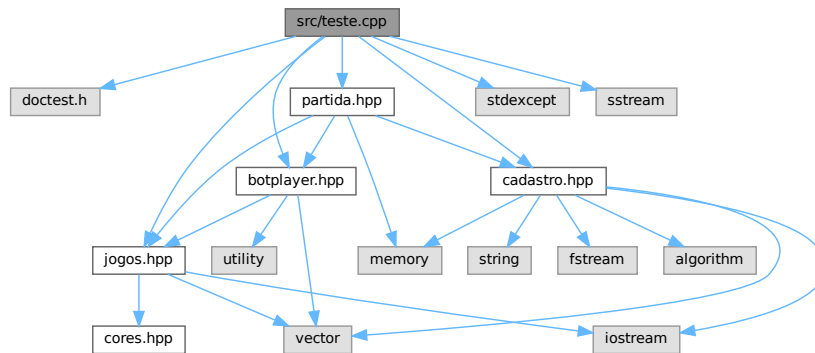 src/teste.cpp
doctest.h
partida.hpp
stdexcept
sstream
botplayer.hpp
cadastro.hpp
jogos.hpp
utility
memory
string
fstream
algorithm
cores.hpp
vector
iostream